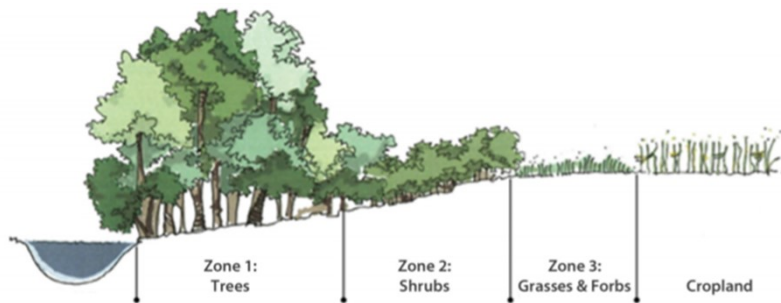 Zone 1:
Trees
Zone 2:
Shrubs
Zone 3:
Grasses & Forbs
Cropland